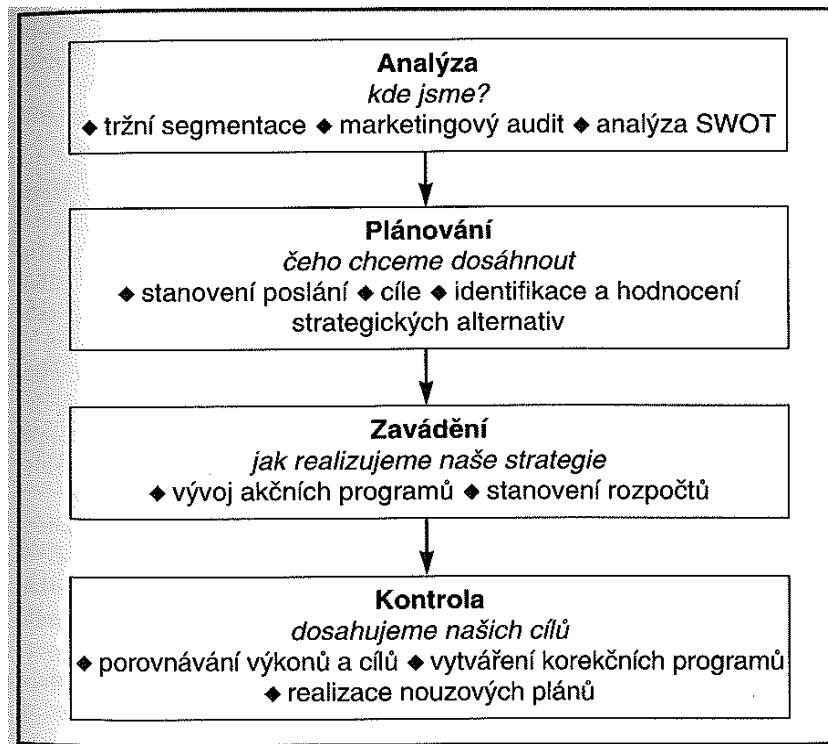 Analýza
kde jsme?
◆ tržní segmentace ◆ marketingový audit ◆ analýza SWOT
Plánování
čeho chceme dosáhnout
◆ stanovení poslání ◆ cíle ◆ identifikace a hodnocení
strategických alternativ
Zavádění
jak realizujeme naše strategie
◆ vývoj akčních programů ◆ stanovení rozpočtů
Kontrola
dosahujeme našich cílů
◆ porovnávání výkonů a cílů ◆ vytváření korekčních programů
◆ realizace nouzových plánů